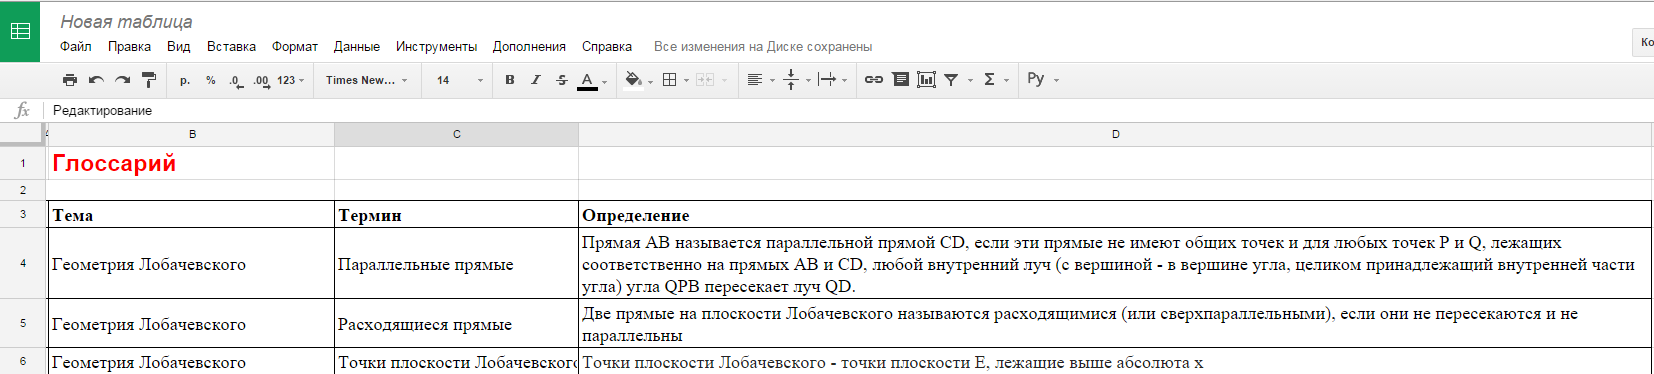 Новая таблица
Файл Правка Вид Вставка Формат Данные Инструменты Дополнения Справка Все изменения на Диске сохранены
р. % .0 .00 123 Times New... 14 B I S A Σ Ру
fx Редактирование
B C D
1 Глоссарий
2
3 Тема Термин Определение
4 Геометрия Лобачевского Параллельные прямые Прямая AB называется параллельной прямой CD, если эти прямые не имеют общих точек и для любых точек P и Q, лежащих
соответственно на прямых AB и CD, любой внутренний луч (с вершиной - в вершине угла, целиком принадлежащий внутренней части
угла) угла QPB пересекает луч QD.
5 Геометрия Лобачевского Расходящиеся прямые Две прямые на плоскости Лобачевского называются расходящимися (или сверхпараллельными), если они не пересекаются и не
параллельны
6 Геометрия Лобачевского Точки плоскости Лобачевског Точки плоскости Лобачевского - точки плоскости E, лежащие выше абсолюта x